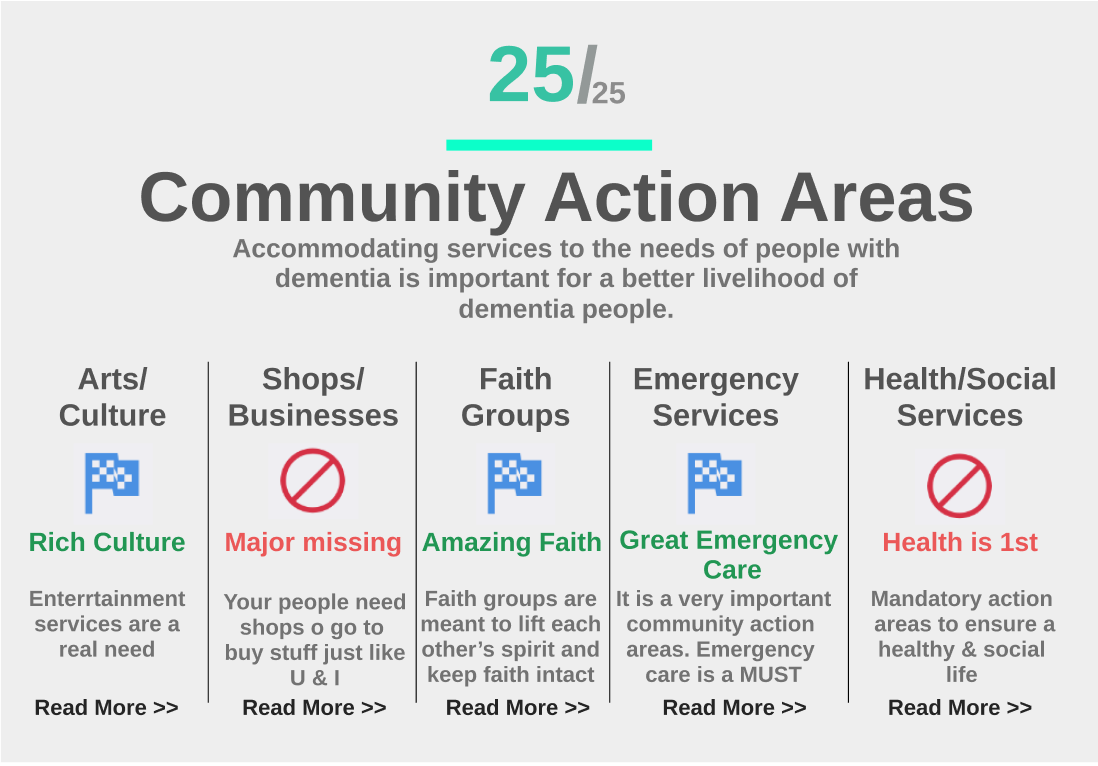 25/25
Community Action Areas
Accommodating services to the needs of people with
dementia is important for a better livelihood of
dementia people.
Arts/
Culture
Rich Culture
Enterrtainment
services are a
real need
Read More >>
Shops/
Businesses
Major missing
Your people need
shops o go to
buy stuff just like
U & I
Read More >>
Faith
Groups
Amazing Faith
Faith groups are
meant to lift each
other’s spirit and
keep faith intact
Read More >>
Emergency
Services
Great Emergency
Care
It is a very important
community action
areas. Emergency
care is a MUST
Read More >>
Health/Social
Services
Health is 1st
Mandatory action
areas to ensure a
healthy & social
life
Read More >>